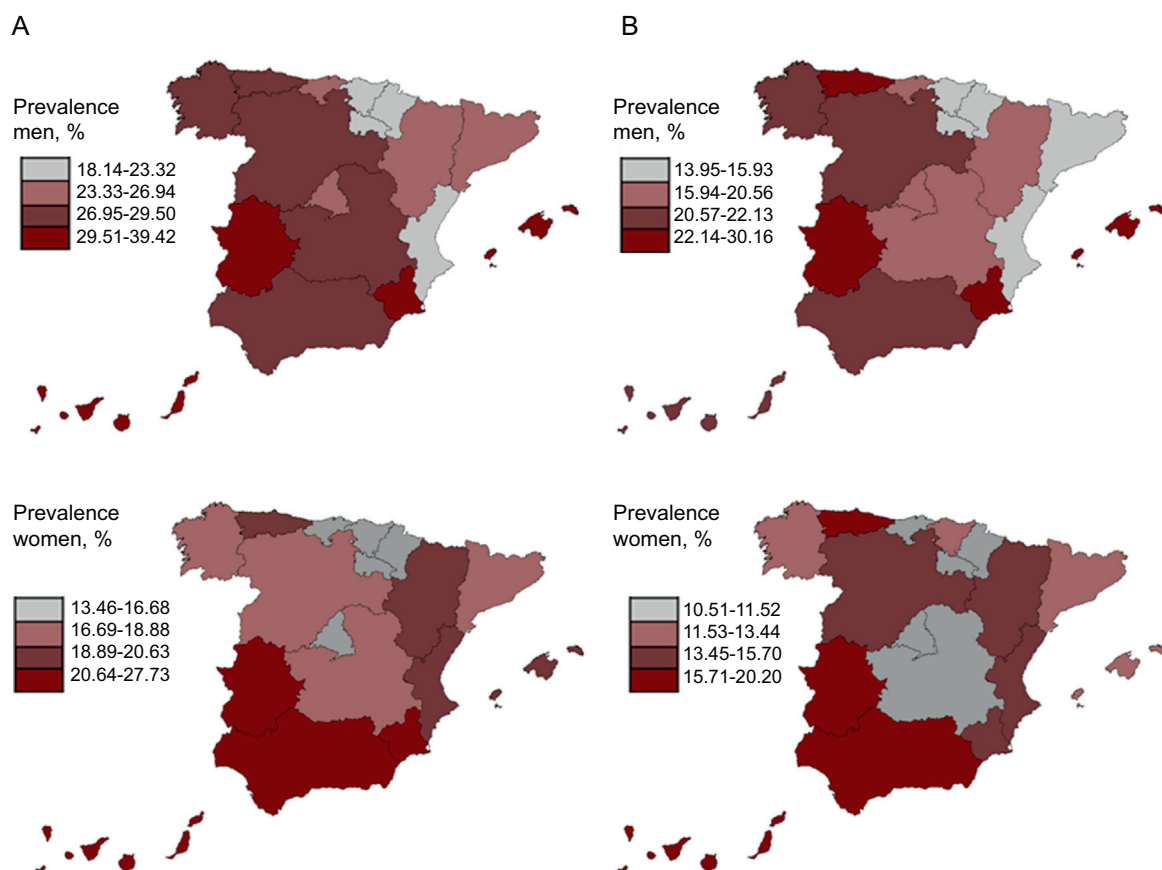 A
Prevalence
men, %
18.14-23.32
23.33-26.94
26.95-29.50
29.51-39.42
B
Prevalence
men, %
13.95-15.93
15.94-20.56
20.57-22.13
22.14-30.16
Prevalence
women, %
13.46-16.68
16.69-18.88
18.89-20.63
20.64-27.73
Prevalence
women, %
10.51-11.52
11.53-13.44
13.45-15.70
15.71-20.20